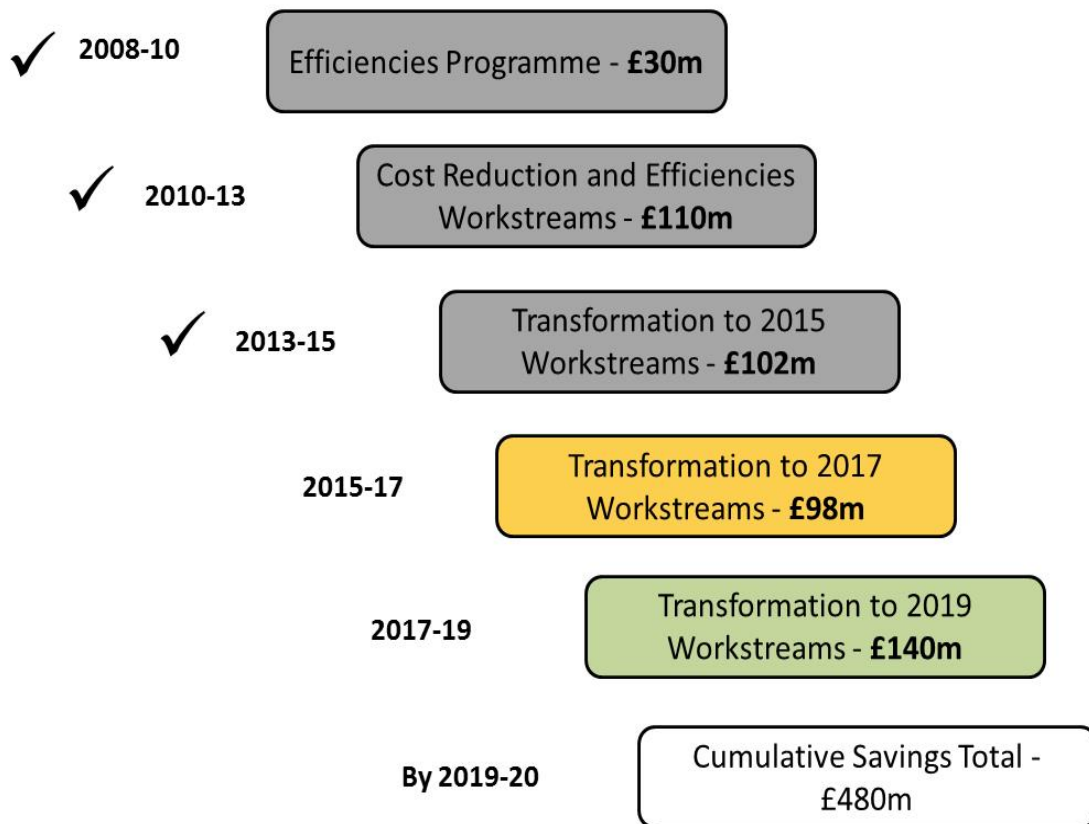 2008-10
Efficiencies Programme - £30m
2010-13
Cost Reduction and Efficiencies
Workstreams - £110m
2013-15
Transformation to 2015
Workstreams - £102m
2015-17
Transformation to 2017
Workstreams - £98m
2017-19
Transformation to 2019
Workstreams - £140m
By 2019-20
Cumulative Savings Total -
£480m